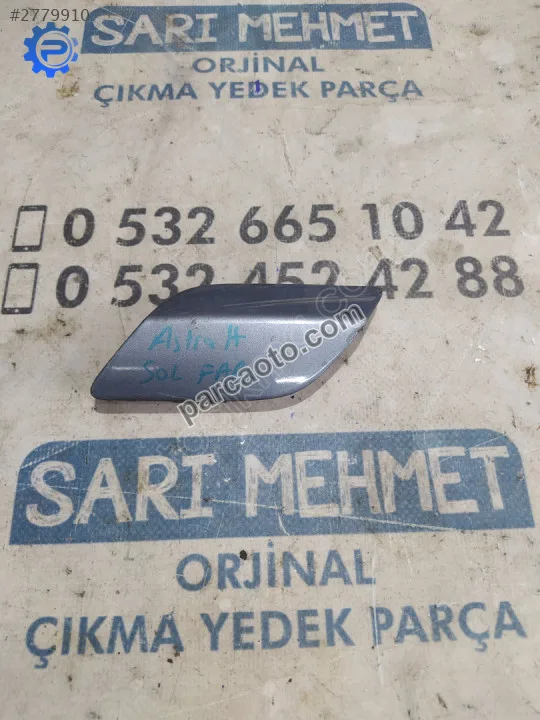 #2779910
SARI MEHMET
ORJİNAL
ÇIKMA YEDEK PARÇA
0 532 665 10 42
0 532 452 42 88
Astra H
SOL FAR
parcaoto.com
SARI MEHMET
ORJİNAL
ÇIKMA YEDEK PARÇA